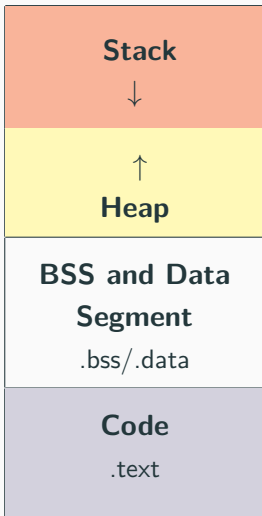 Stack
↓
↑
Heap
BSS and Data
Segment
.bss/.data
Code
.text